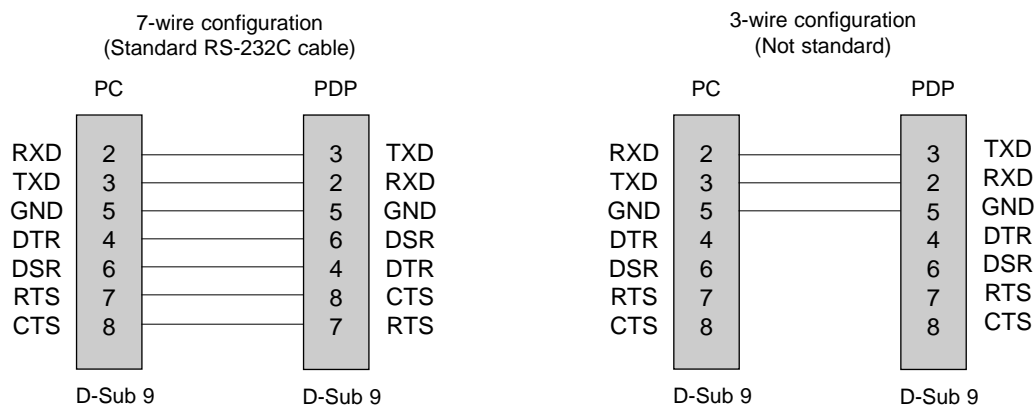 7-wire configuration
(Standard RS-232C cable)
PC PDP
RXD 2 3 TXD
TXD 3 2 RXD
GND 5 5 GND
DTR 4 6 DSR
DSR 6 4 DTR
RTS 7 8 CTS
CTS 8 7 RTS
D-Sub 9 D-Sub 9
3-wire configuration
(Not standard)
PC PDP
RXD 2 3 TXD
TXD 3 2 RXD
GND 5 5 GND
DTR 4 4 DTR
DSR 6 6 DSR
RTS 7 7 RTS
CTS 8 8 CTS
D-Sub 9 D-Sub 9